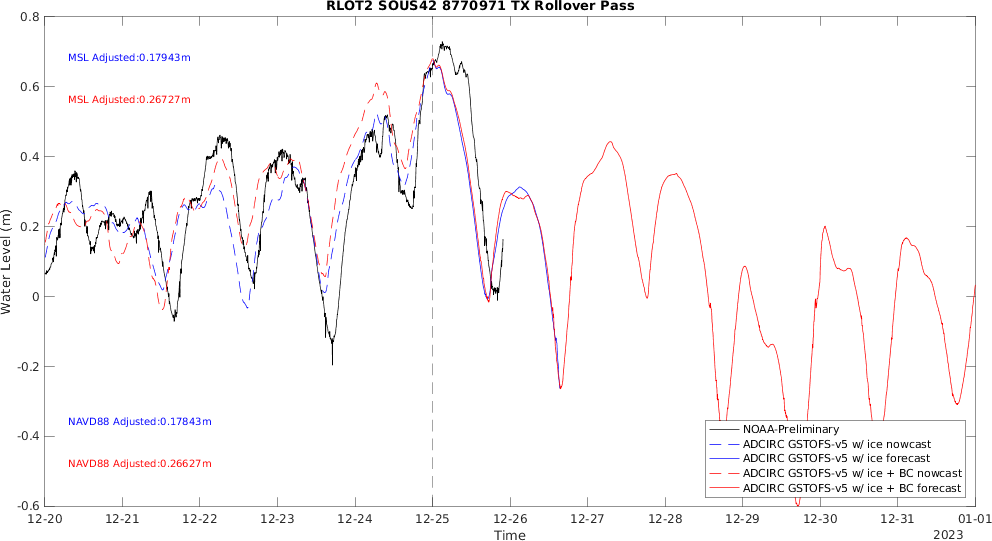 RLOT2 SOUS42 8770971 TX Rollover Pass
0.8
0.6
0.4
0.2
0
-0.2
-0.4
-0.6
Water Level (m)
MSL Adjusted:0.17943m
MSL Adjusted:0.26727m
NAVD88 Adjusted:0.17843m
NAVD88 Adjusted:0.26627m
NOAA-Preliminary
ADCIRC GSTOFS-v5 w/ ice nowcast
ADCIRC GSTOFS-v5 w/ ice forecast
ADCIRC GSTOFS-v5 w/ ice + BC nowcast
ADCIRC GSTOFS-v5 w/ ice + BC forecast
12-20 12-21 12-22 12-23 12-24 12-25 12-26 12-27 12-28 12-29 12-30 12-31 01-01
Time
2023